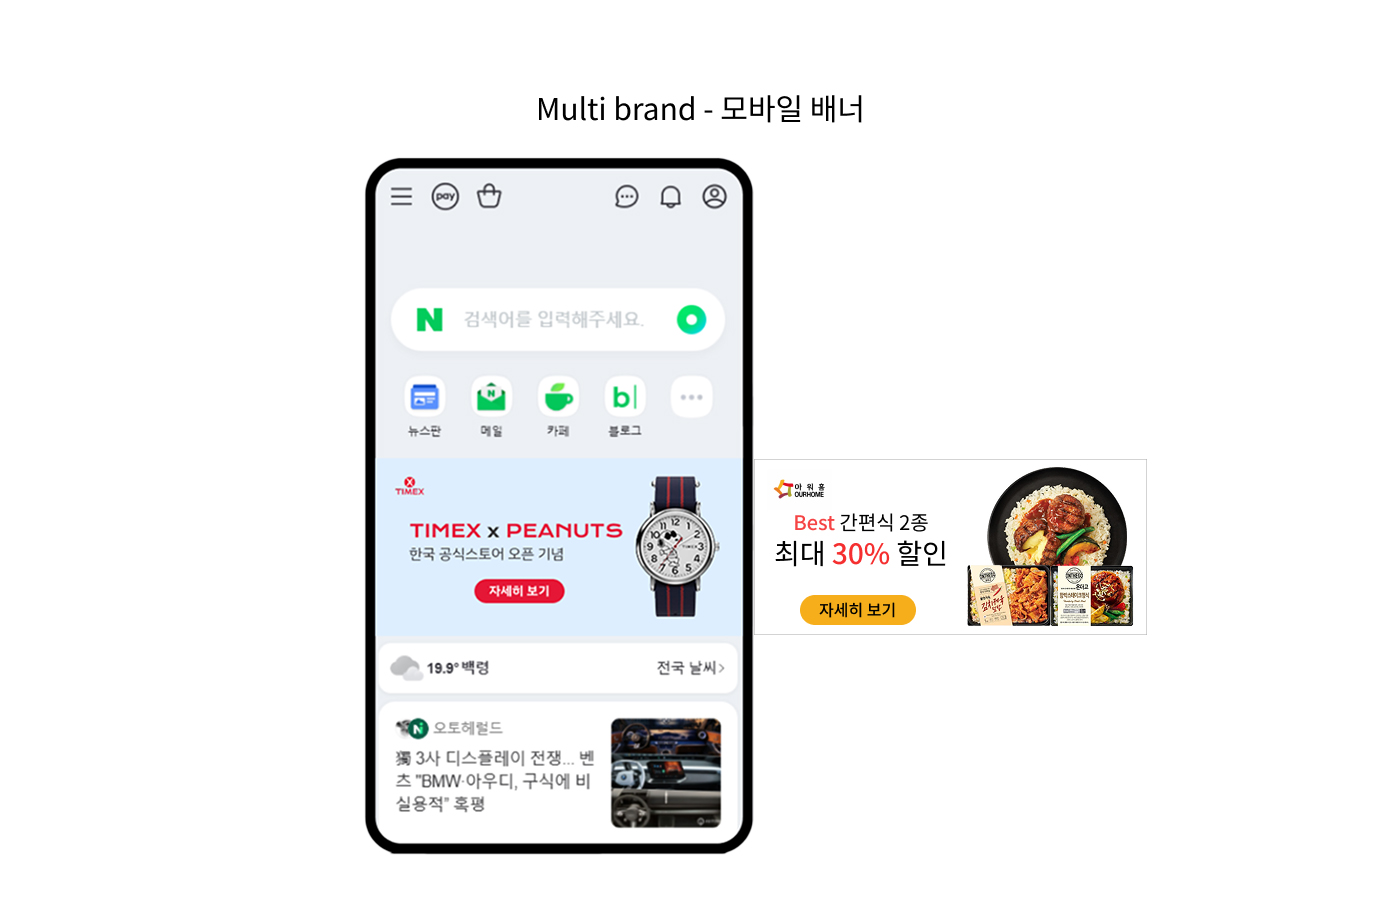 Multi brand - 모바일 배너
pay
N 검색어를 입력해주세요.
N
b
뉴스판 메일 카페 블로그
TIMEX
TIMEX x PEANUTS
한국 공식스토어 오픈 기념
자세히 보기
아워홈
OURHOME
Best 간편식 2종
최대 30% 할인
자세히 보기
19.9° 백령 전국 날씨
N 오토헤럴드
獨 3사 디스플레이 전쟁... 벤
츠 "BMW·아우디, 구식에 비
실용적” 혹평